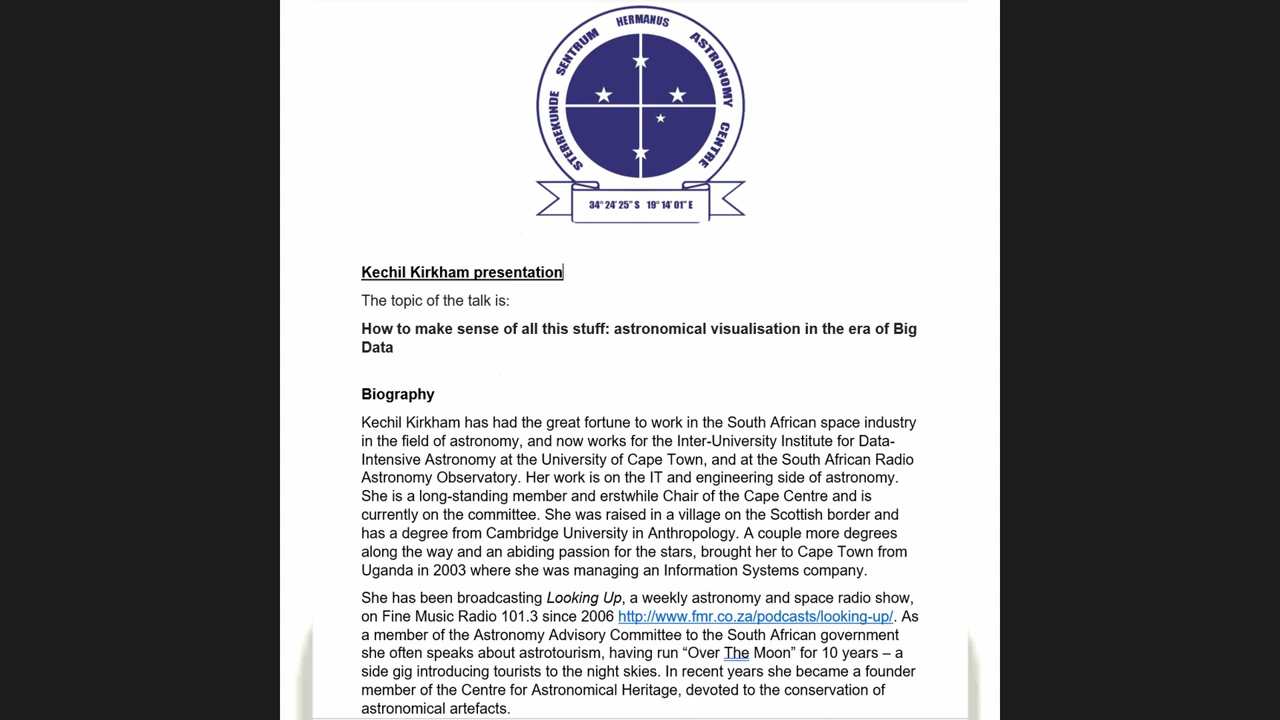 STERREKUNDE SENTRUM HERMANUS ASTRONOMY CENTRE
34° 24' 25" S 19° 14' 01" E
Kechil Kirkham presentation
The topic of the talk is:
How to make sense of all this stuff: astronomical visualisation in the era of Big
Data
Biography
Kechil Kirkham has had the great fortune to work in the South African space industry
in the field of astronomy, and now works for the Inter-University Institute for Data-
Intensive Astronomy at the University of Cape Town, and at the South African Radio
Astronomy Observatory. Her work is on the IT and engineering side of astronomy.
She is a long-standing member and erstwhile Chair of the Cape Centre and is
currently on the committee. She was raised in a village on the Scottish border and
has a degree from Cambridge University in Anthropology. A couple more degrees
along the way and an abiding passion for the stars, brought her to Cape Town from
Uganda in 2003 where she was managing an Information Systems company.
She has been broadcasting Looking Up, a weekly astronomy and space radio show,
on Fine Music Radio 101.3 since 2006 http://www.fmr.co.za/podcasts/looking-up/. As
a member of the Astronomy Advisory Committee to the South African government
she often speaks about astrotourism, having run “Over The Moon” for 10 years – a
side gig introducing tourists to the night skies. In recent years she became a founder
member of the Centre for Astronomical Heritage, devoted to the conservation of
astronomical artefacts.